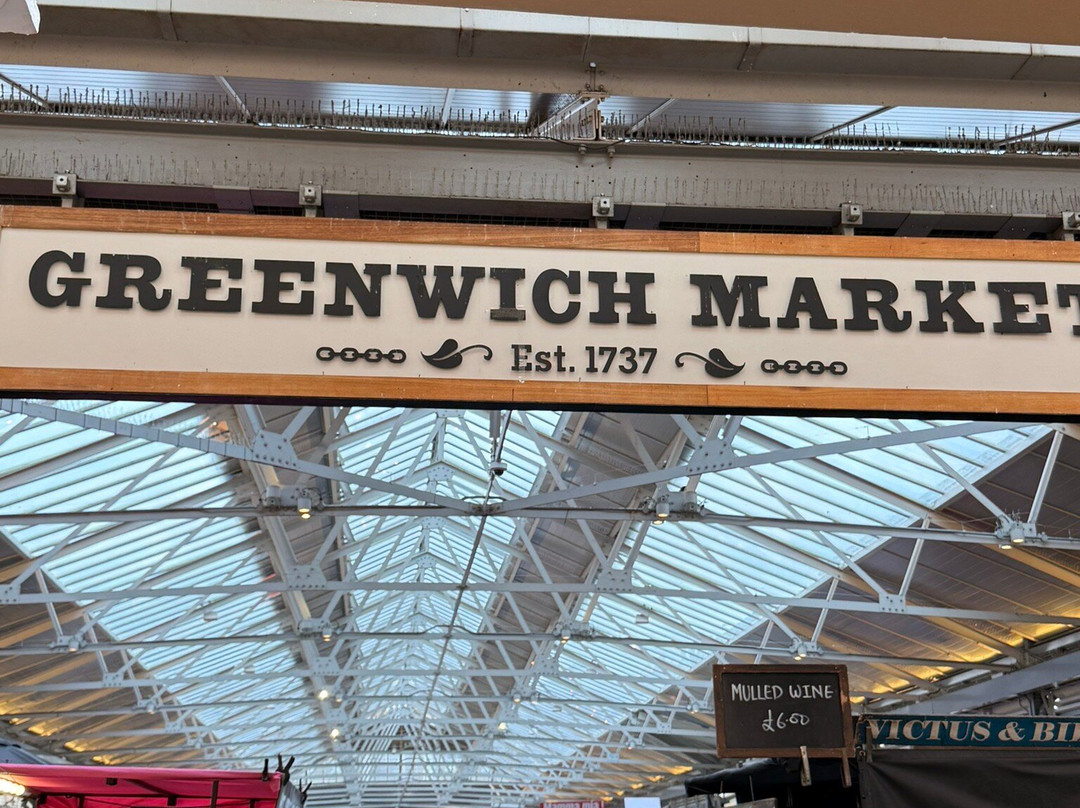 GREENWICH MARKET
Est. 1737
MULLED WINE
£6.00
VICTUS & BI